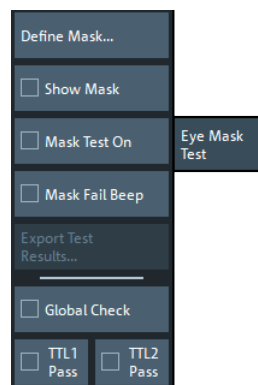 Define Mask...
Show Mask
Mask Test On
Eye Mask
Test
Mask Fail Beep
Export Test
Results...
Global Check
TTL1
Pass
TTL2
Pass